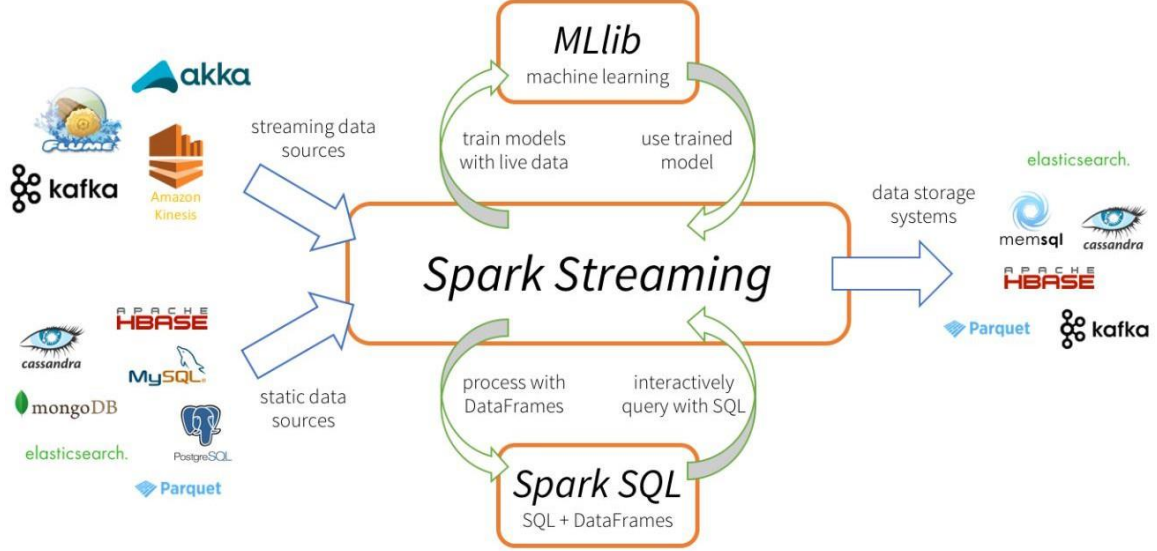 MLlib
machine learning
akka
FLUME
kafka
Amazon
Kinesis
streaming data
sources
train models
with live data
use trained
model
Spark Streaming
data storage
systems
elasticsearch.
memsql
cassandra
APACHE
HBASE
Parquet
kafka
APACHE
HBASE
cassandra
MySQL®
mongoDB
PostgreSQL
elasticsearch.
Parquet
static data
sources
process with
DataFrames
interactively
query with SQL
Spark SQL
SQL + DataFrames